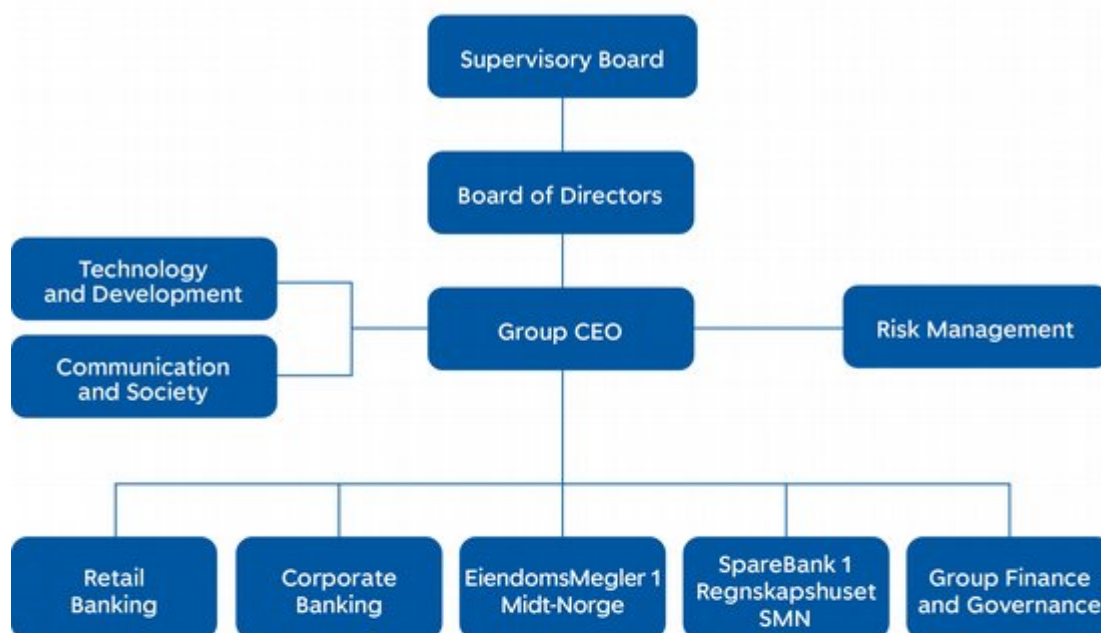 Supervisory Board
Board of Directors
Technology
and Development
Communication
and Society
Group CEO
Risk Management
Retail
Banking
Corporate
Banking
EiendomsMegler 1
Midt-Norge
SpareBank 1
Regnskapshuset
SMN
Group Finance
and Governance